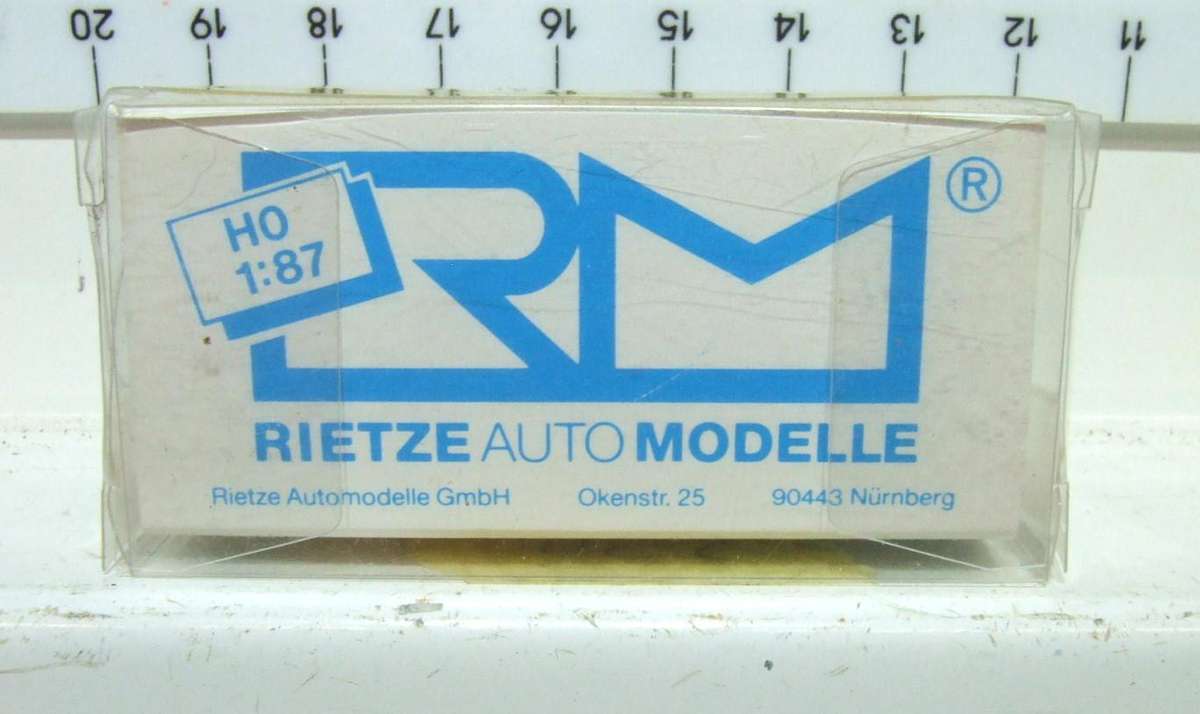 20 19 18 17 16 15 14 13 12 11
HO
1:87
RM ®
RIETZE AUTO MODELLE
Rietze Automodelle GmbH Okenstr. 25 90443 Nürnberg